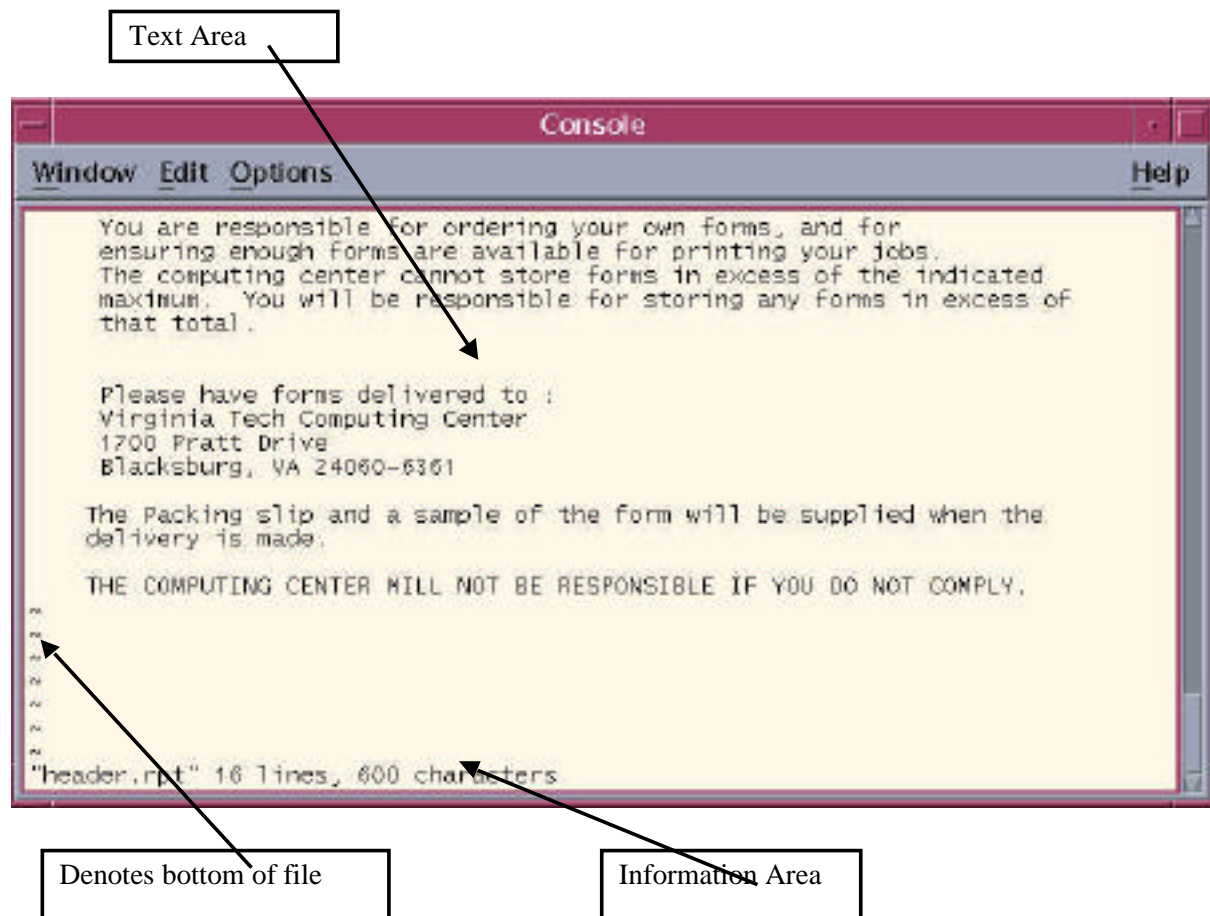 Text Area
Console
Window Edit Options Help
You are responsible for ordering your own forms, and for
ensuring enough forms are available for printing your jobs.
The computing center cannot store forms in excess of the indicated
maximum. You will be responsible for storing any forms in excess of
that total.
Please have forms delivered to :
Virginia Tech Computing Center
1700 Pratt Drive
Blacksburg, VA 24060-6361
The Packing slip and a sample of the form will be supplied when the
delivery is made.
THE COMPUTING CENTER WILL NOT BE RESPONSIBLE IF YOU DO NOT COMPLY.
~
~
~
~
~
~
~
"header.rpt" 16 lines, 600 characters
Denotes bottom of file
Information Area